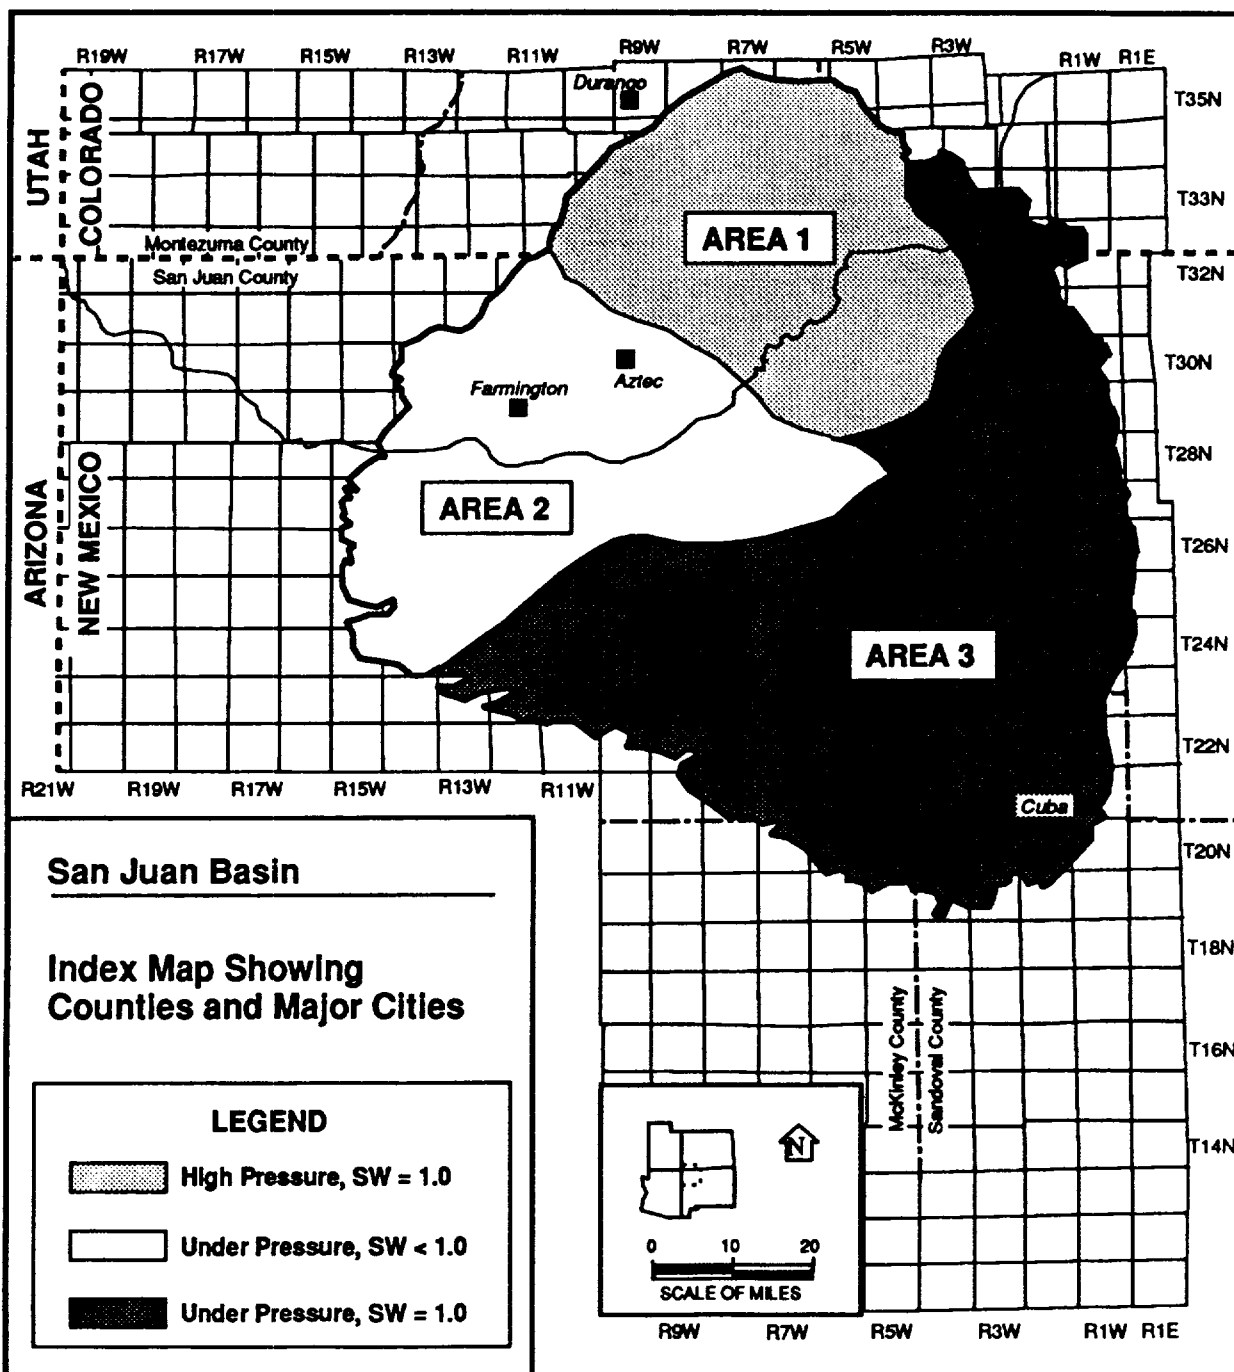 R19W R17W R15W R13W R11W R9W R7W R5W R3W R1W R1E
Durango
T35N
UTAH
COLORADO
T33N
AREA 1
Montezuma County
San Juan County
T32N
T30N
Aztec
Farmington
T28N
ARIZONA
NEW MEXICO
AREA 2
T26N
T24N
AREA 3
T22N
R21W R19W R17W R15W R13W R11W
Cuba
T20N
San Juan Basin
T18N
Index Map Showing
Counties and Major Cities
McKinley County
Sandoval County
T16N
LEGEND
High Pressure, SW = 1.0
Under Pressure, SW < 1.0
Under Pressure, SW = 1.0
N
T14N
0 10 20
SCALE OF MILES
R9W R7W R5W R3W R1W R1E